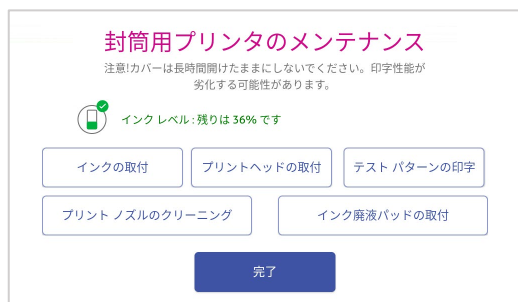 封筒用プリンタのメンテナンス
注意!カバーは長時間開けたままにしないでください。印字性能が
劣化する可能性があります。
インク レベル : 残りは 36% です
インクの取付
プリントヘッドの取付
テスト パターンの印字
プリント ノズルのクリーニング
インク廃液パッドの取付
完了